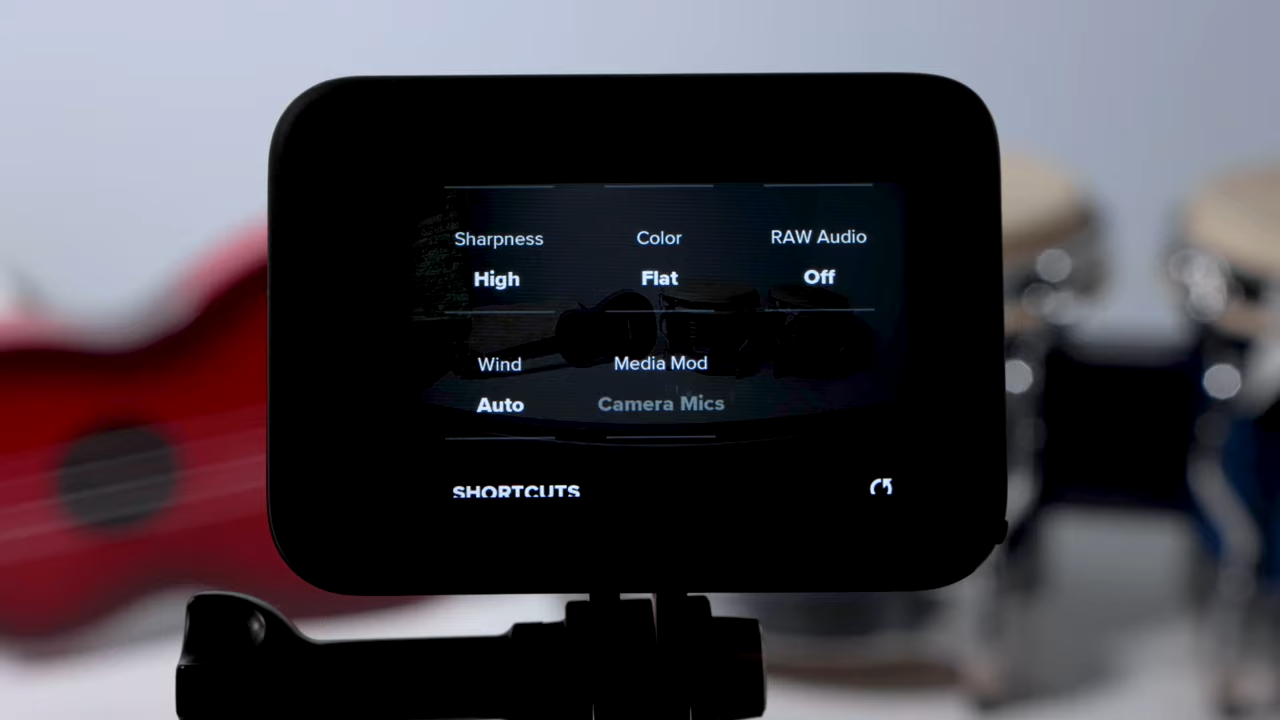 Sharpness Color RAW Audio
High Flat Off
Wind Media Mod
Auto Camera Mics
SHORTCUTS